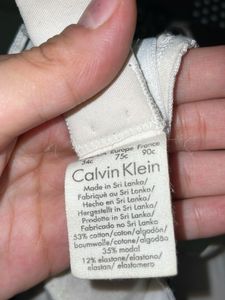 Europe France
34c 75c 90c
Calvin Klein
Made in Sri Lanka/
Fabriqué au Sri Lanka/
Hecho en Sri Lanka/
Hergestellt in Sri Lanka/
Prodotto in Sri Lanka/
Fabricado no Sri Lanka
53% cotton/coton/
baumwolle/cotone/algodón
35% modal
12% elastane/elastano/
elastan/ elastomero